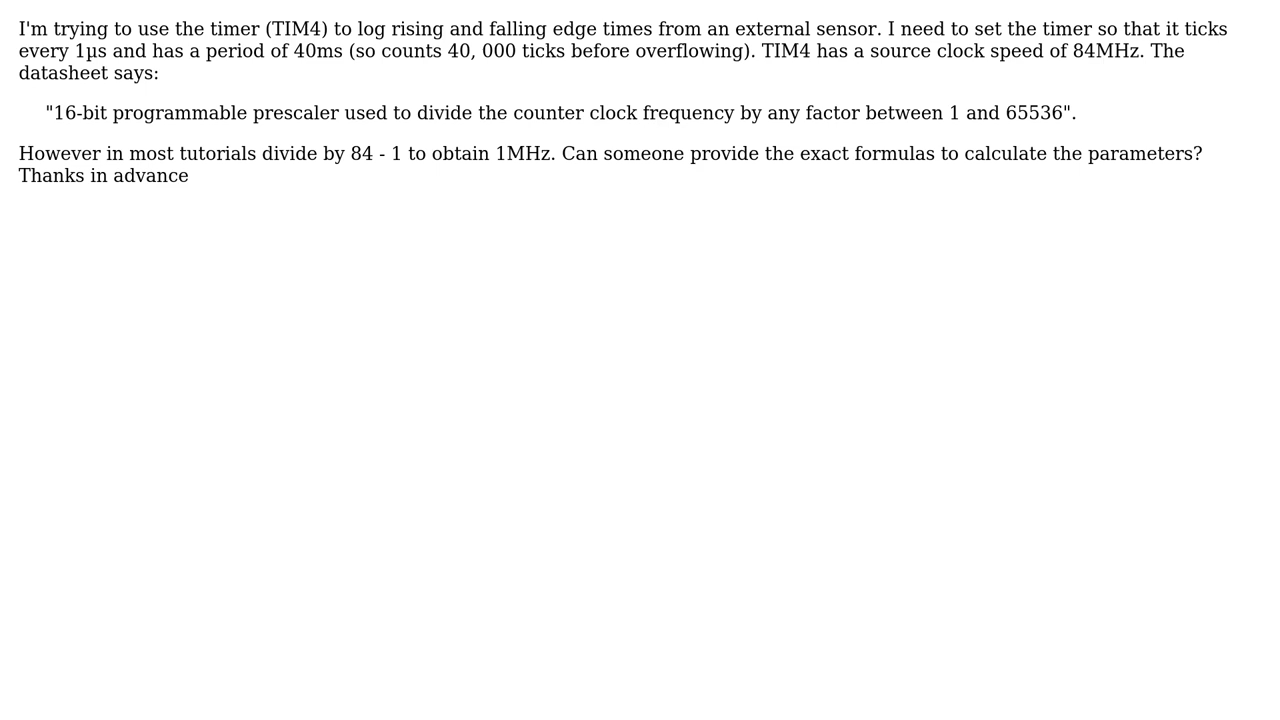 I'm trying to use the timer (TIM4) to log rising and falling edge times from an external sensor. I need to set the timer so that it ticks
every 1µs and has a period of 40ms (so counts 40, 000 ticks before overflowing). TIM4 has a source clock speed of 84MHz. The
datasheet says:
"16-bit programmable prescaler used to divide the counter clock frequency by any factor between 1 and 65536".
However in most tutorials divide by 84 - 1 to obtain 1MHz. Can someone provide the exact formulas to calculate the parameters?
Thanks in advance